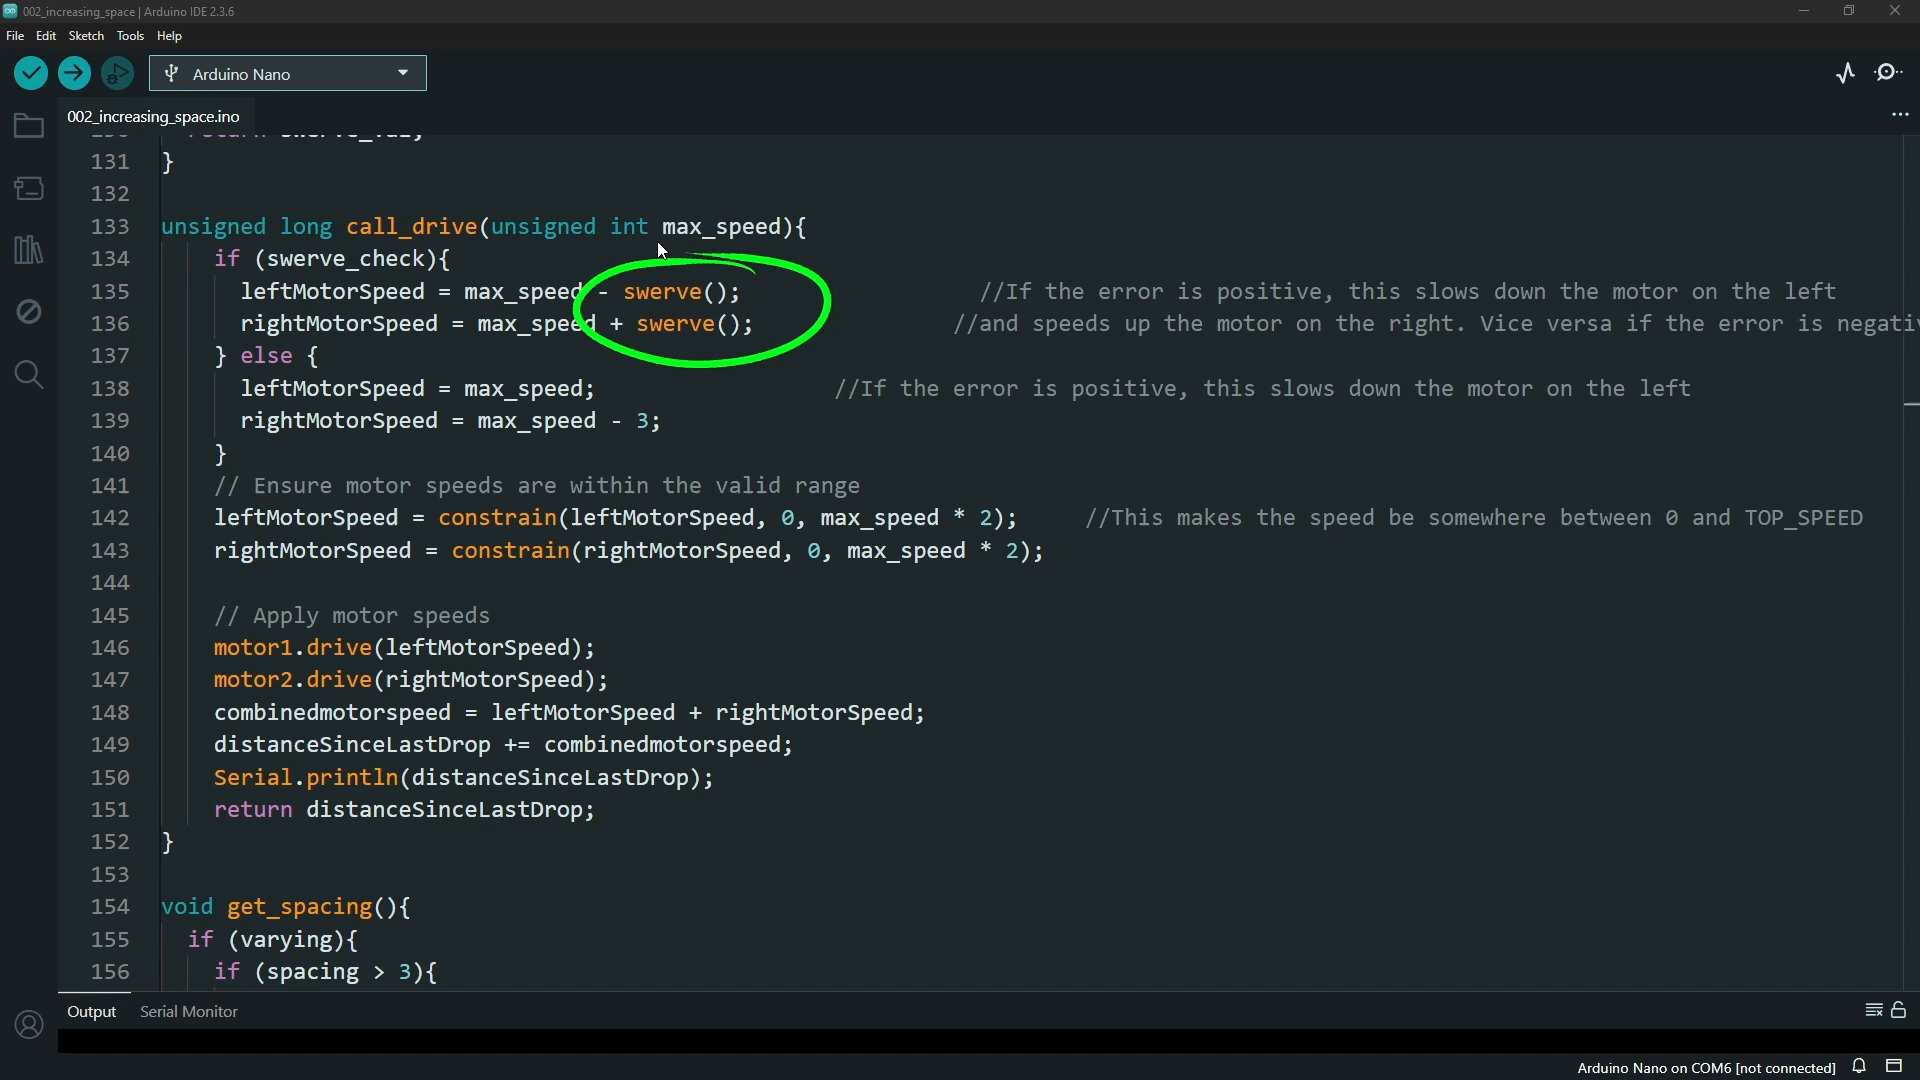 002_increasing_space | Arduino IDE 2.3.6
File Edit Sketch Tools Help
Arduino Nano
002_increasing_space.ino
131 }
132
133 unsigned long call_drive(unsigned int max_speed){
134 if (swerve_check){
135 leftMotorSpeed = max_speed - swerve(); //If the error is positive, this slows down the motor on the left
136 rightMotorSpeed = max_speed + swerve(); //and speeds up the motor on the right. Vice versa if the error is negativ
137 } else {
138 leftMotorSpeed = max_speed; //If the error is positive, this slows down the motor on the left
139 rightMotorSpeed = max_speed - 3;
140 }
141 // Ensure motor speeds are within the valid range
142 leftMotorSpeed = constrain(leftMotorSpeed, 0, max_speed * 2); //This makes the speed be somewhere between 0 and TOP_SPEED
143 rightMotorSpeed = constrain(rightMotorSpeed, 0, max_speed * 2);
144
145 // Apply motor speeds
146 motor1.drive(leftMotorSpeed);
147 motor2.drive(rightMotorSpeed);
148 combinedmotorspeed = leftMotorSpeed + rightMotorSpeed;
149 distanceSinceLastDrop += combinedmotorspeed;
150 Serial.println(distanceSinceLastDrop);
151 return distanceSinceLastDrop;
152 }
153
154 void get_spacing(){
155 if (varying){
156 if (spacing > 3){
Output Serial Monitor
Arduino Nano on COM6 [not connected]